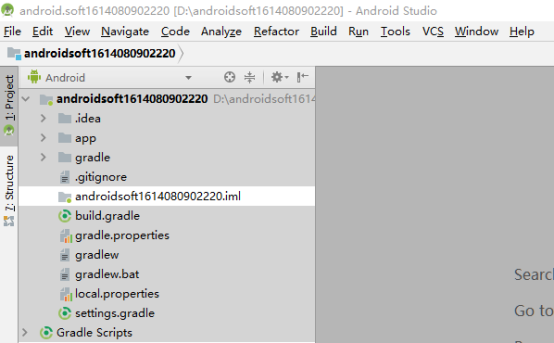 android.soft1614080902220 [D:\androidsoft1614080902220] - Android Studio
File Edit View Navigate Code Analyze Refactor Build Run Tools VCS Window Help
androidsoft1614080902220
Android
1: Project
androidsoft1614080902220 D:\androidsoft1614
.idea
app
gradle
.gitignore
7: Structure
androidsoft1614080902220.iml
build.gradle
gradle.properties
gradlew
gradlew.bat
local.properties
settings.gradle
Gradle Scripts
Search
Go to